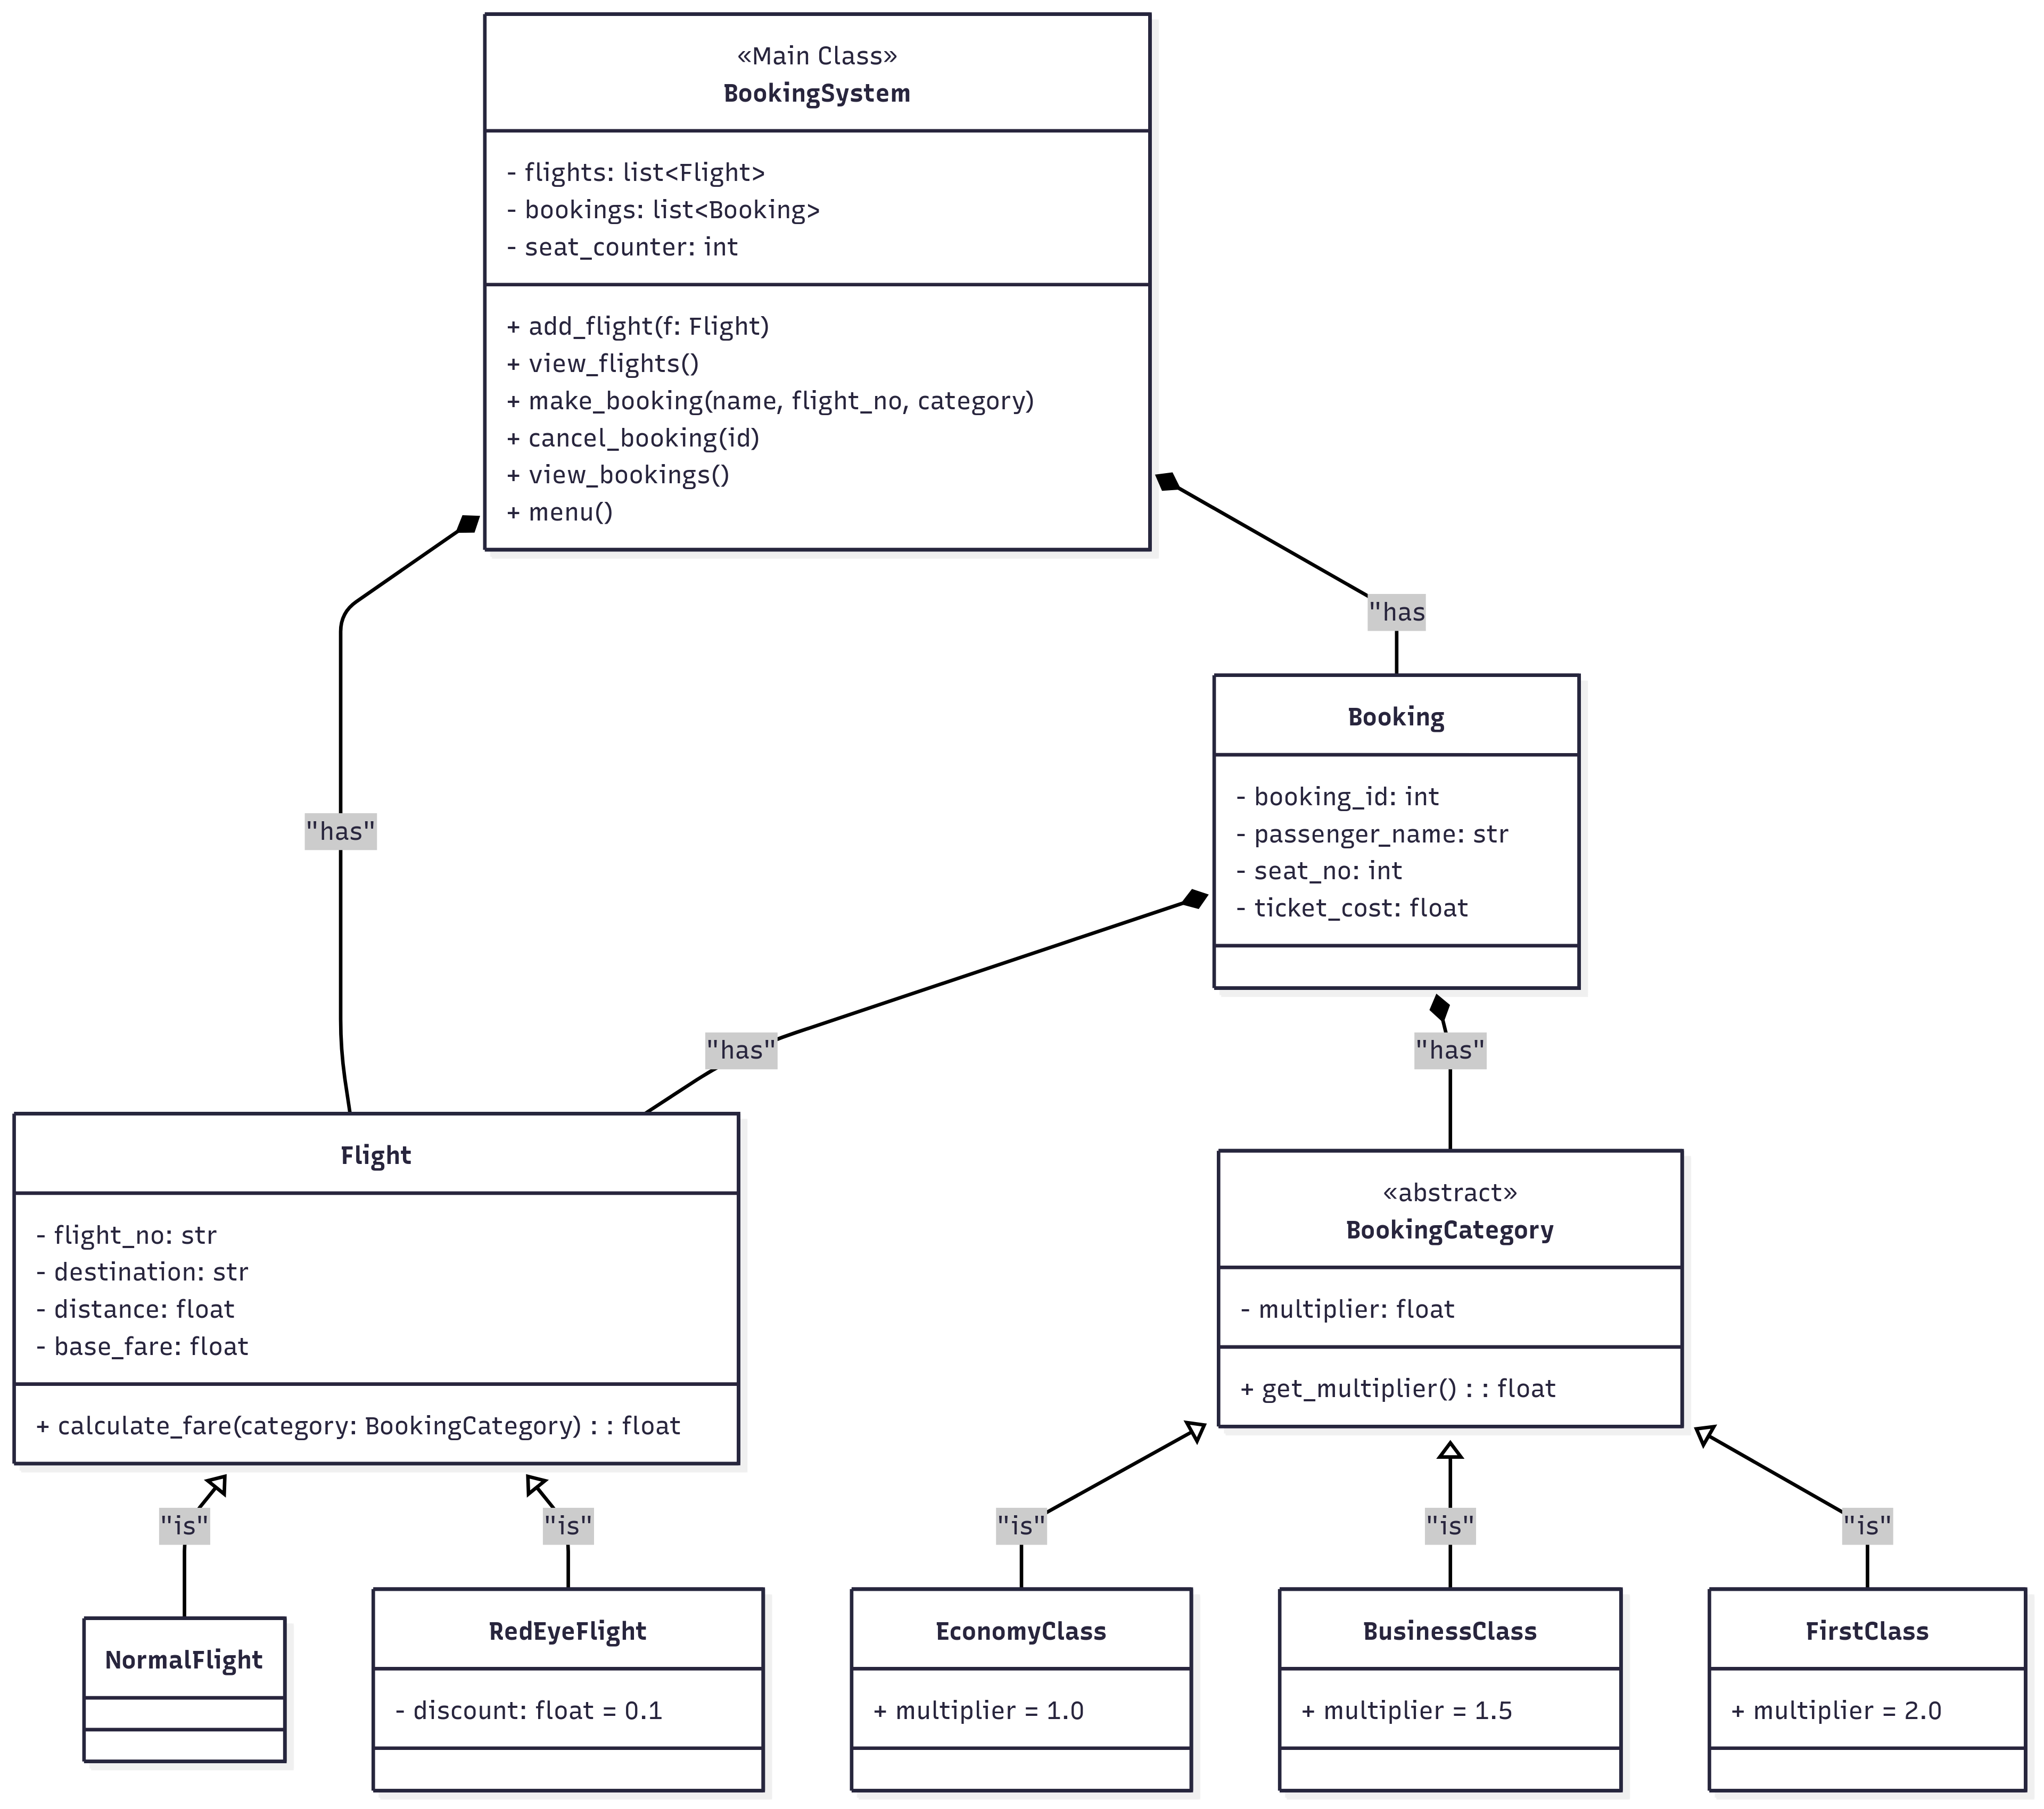 «Main Class»
BookingSystem
- flights: list<Flight>
- bookings: list<Booking>
- seat_counter: int
+ add_flight(f: Flight)
+ view_flights()
+ make_booking(name, flight_no, category)
+ cancel_booking(id)
+ view_bookings()
+ menu()
"has
Booking
- booking_id: int
- passenger_name: str
- seat_no: int
- ticket_cost: float
"has"
"has"
"has"
Flight
- flight_no: str
- destination: str
- distance: float
- base_fare: float
+ calculate_fare(category: BookingCategory) : : float
«abstract»
BookingCategory
- multiplier: float
+ get_multiplier() : : float
"is"
"is"
"is"
"is"
"is"
NormalFlight
RedEyeFlight
- discount: float = 0.1
EconomyClass
+ multiplier = 1.0
BusinessClass
+ multiplier = 1.5
FirstClass
+ multiplier = 2.0